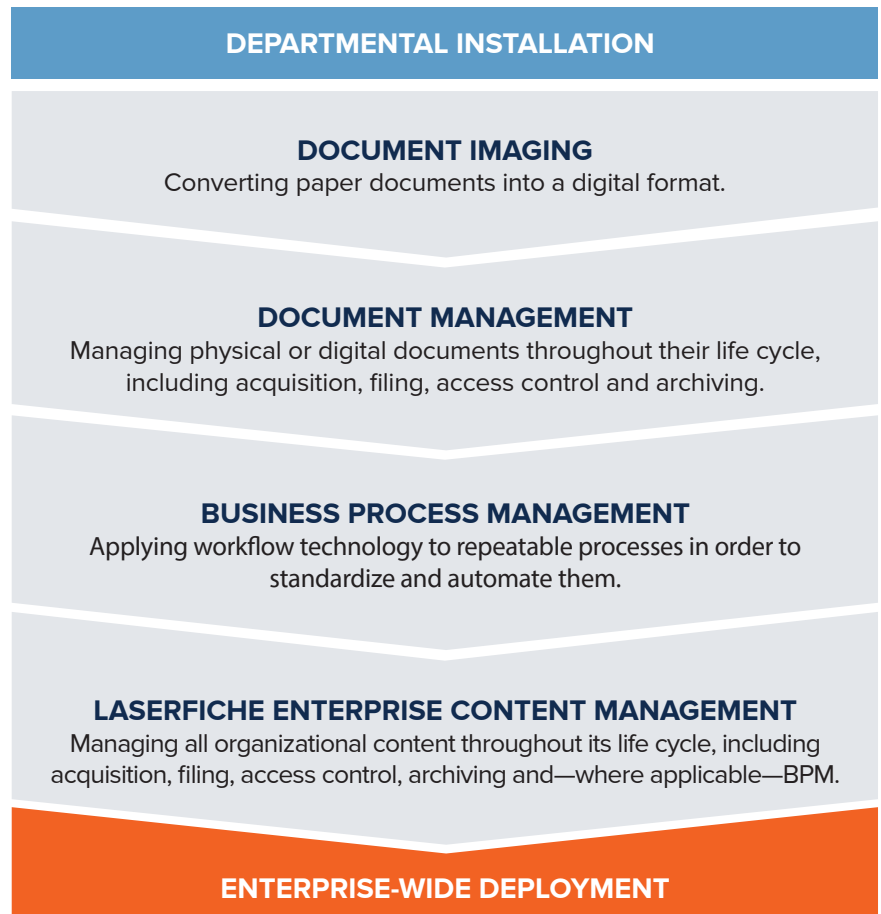 DEPARTMENTAL INSTALLATION
DOCUMENT IMAGING
Converting paper documents into a digital format.
DOCUMENT MANAGEMENT
Managing physical or digital documents throughout their life cycle,
including acquisition, filing, access control and archiving.
BUSINESS PROCESS MANAGEMENT
Applying workflow technology to repeatable processes in order to
standardize and automate them.
LASERFICHE ENTERPRISE CONTENT MANAGEMENT
Managing all organizational content throughout its life cycle, including
acquisition, filing, access control, archiving and—where applicable—BPM.
ENTERPRISE-WIDE DEPLOYMENT